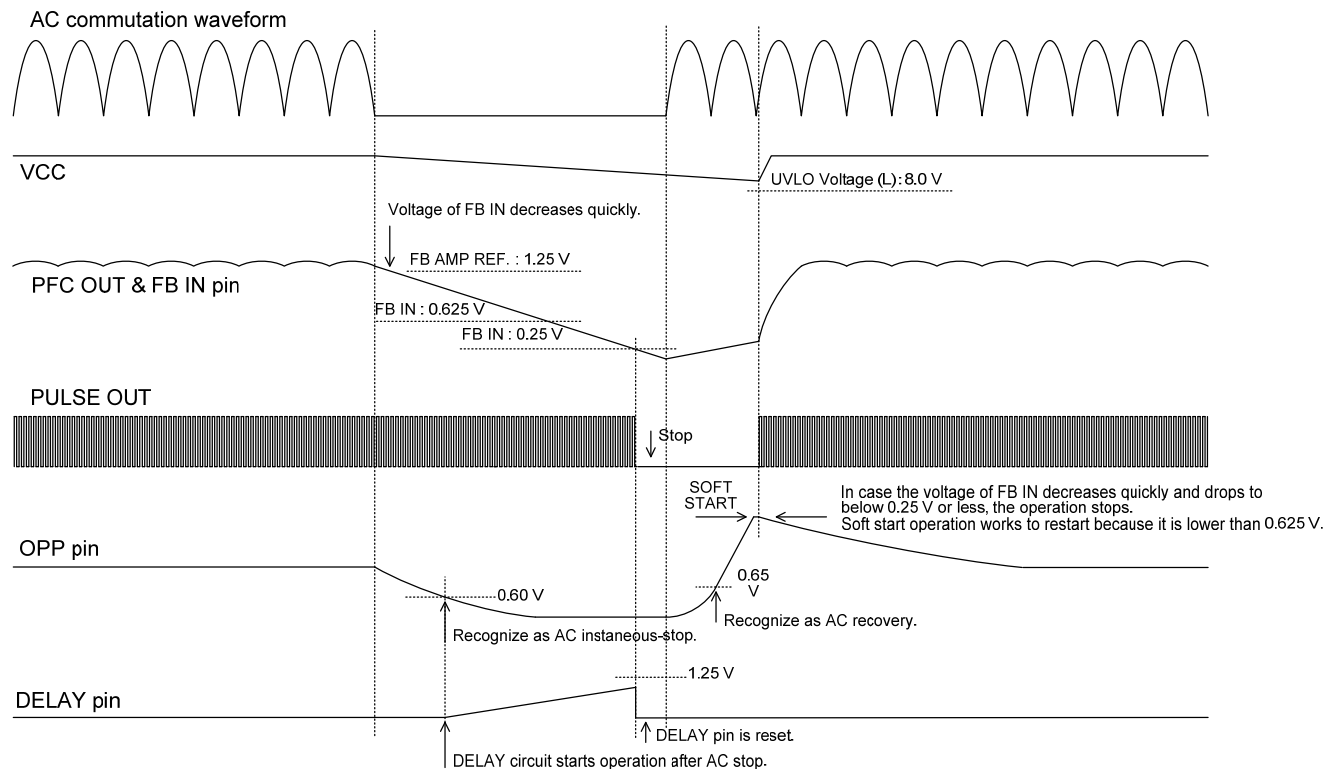 AC commutation waveform
VCC
UVLO Voltage (L): 8.0 V
Voltage of FB IN decreases quickly.
FB AMP REF. : 1.25 V
PFC OUT & FB IN pin
FB IN : 0.625 V
FB IN : 0.25 V
PULSE OUT
Stop
SOFT
START
In case the voltage of FB IN decreases quickly and drops to
below 0.25 V or less, the operation stops.
Soft start operation works to restart because it is lower than 0.625 V.
OPP pin
0.60 V
0.65
V
Recognize as AC instaneous-stop.
Recognize as AC recovery.
1.25 V
DELAY pin
DELAY pin is reset.
DELAY circuit starts operation after AC stop.